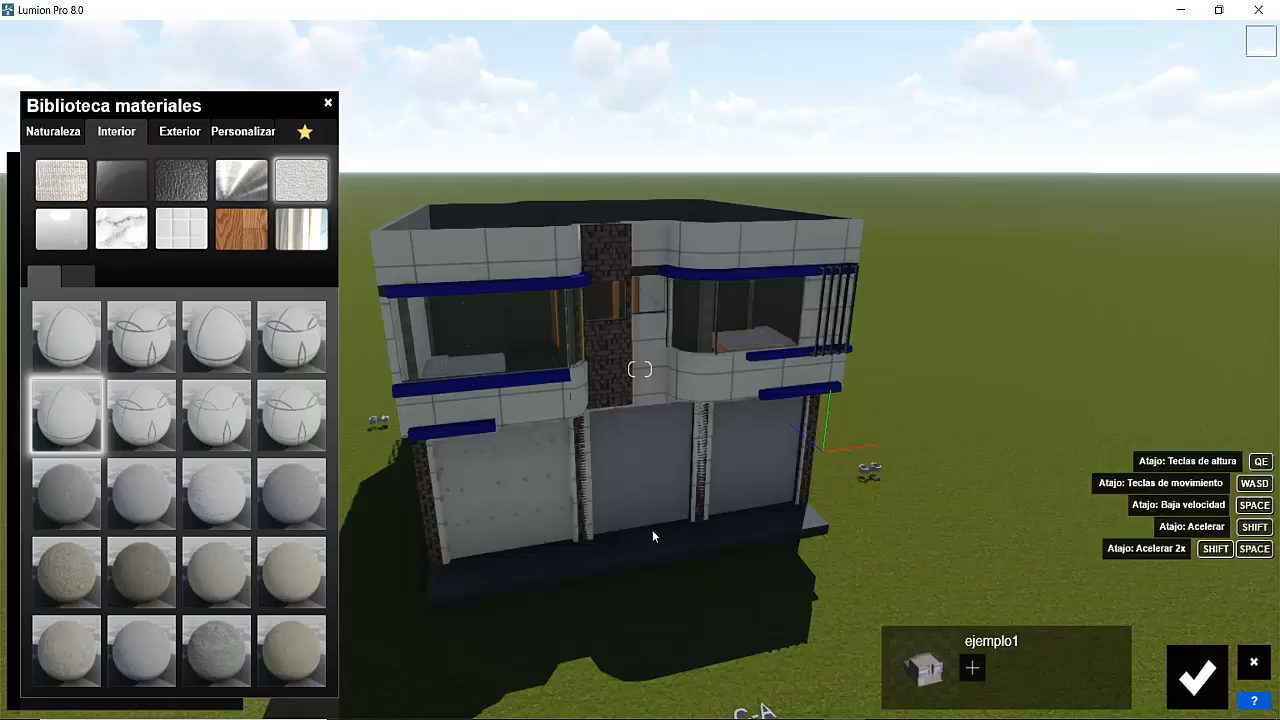 Lumion Pro 8.0
Biblioteca materiales
Naturaleza Interior Exterior Personalizar
Atajo: Teclas de altura QE
Atajo: Teclas de movimiento WASD
Atajo: Baja velocidad SPACE
Atajo: Acelerar SHIFT
Atajo: Acelerar 2x SHIFT SPACE
ejemplo1
?
C-A